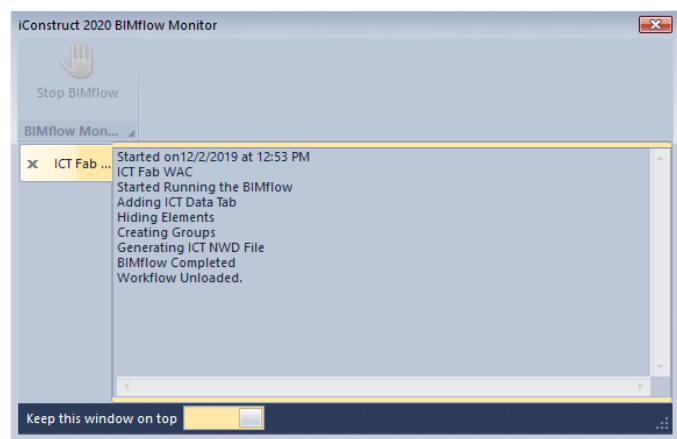 iConstruct 2020 BIMflow Monitor
Stop BIMflow
BIMflow Mon...
ICT Fab ...
Started on12/2/2019 at 12:53 PM
ICT Fab WAC
Started Running the BIMflow
Adding ICT Data Tab
Hiding Elements
Creating Groups
Generating ICT NWD File
BIMflow Completed
Workflow Unloaded.
Keep this window on top